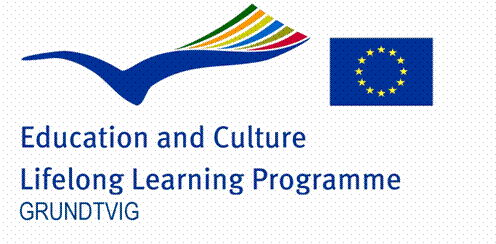 Education and Culture
Lifelong Learning Programme
GRUNDTVIG